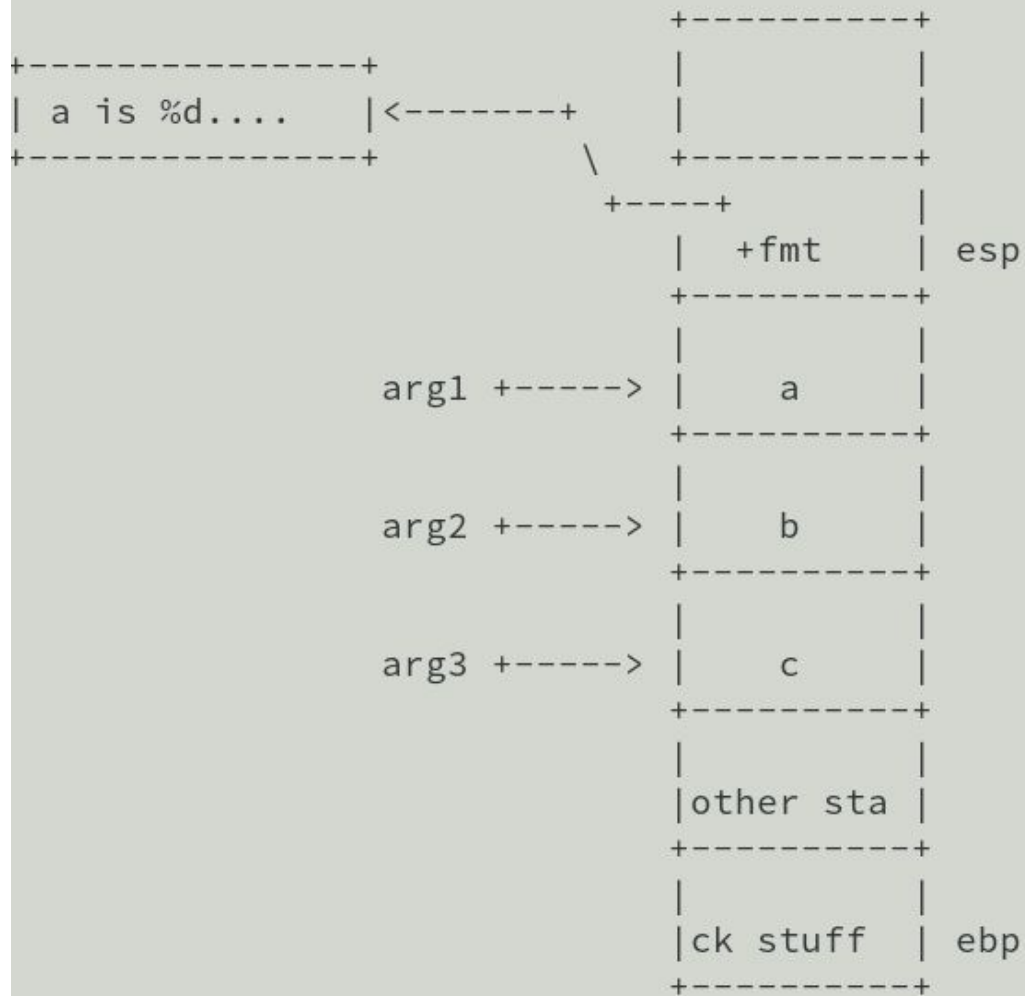 +----------+
+---------------+ | |
| a is %d.... |<-------+ | |
+---------------+ \ +----------+
+-----+ |
| +fmt | esp
+----------+
| |
arg1 +-----> | a |
+----------+
| |
arg2 +-----> | b |
+----------+
| |
arg3 +-----> | c |
+----------+
| |
|other sta |
+----------+
| |
|ck stuff | ebp
+----------+